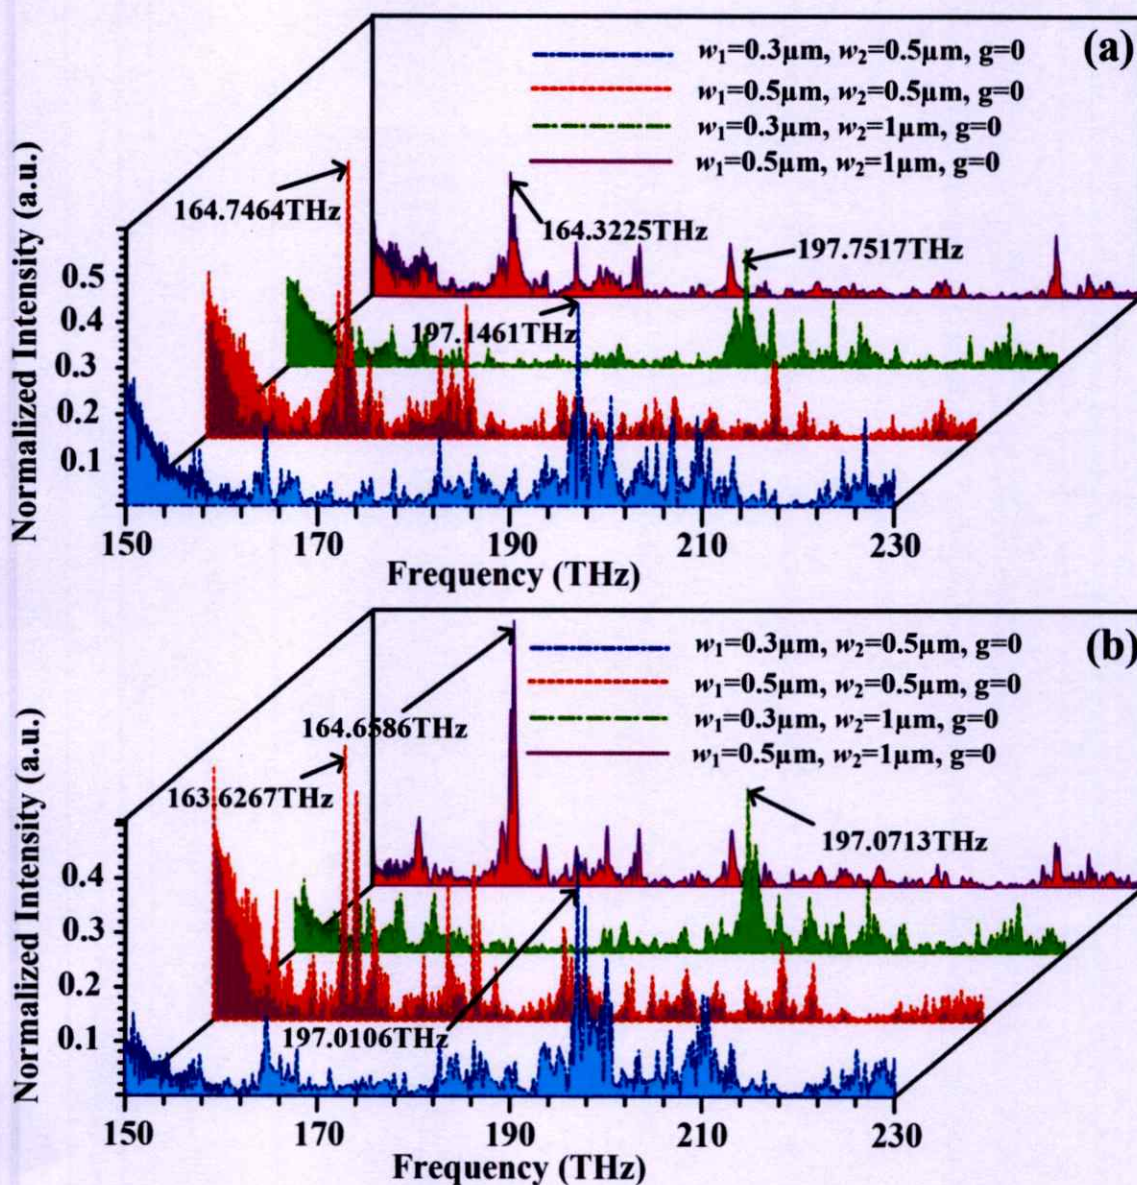 (a)
w₁=0.3μm, w₂=0.5μm, g=0
w₁=0.5μm, w₂=0.5μm, g=0
w₁=0.3μm, w₂=1μm, g=0
w₁=0.5μm, w₂=1μm, g=0
164.7464THz
164.3225THz
197.7517THz
197.1461THz
Normalized Intensity (a.u.)
0.5
0.4
0.3
0.2
0.1
150 170 190 210 230
Frequency (THz)
(b)
w₁=0.3μm, w₂=0.5μm, g=0
w₁=0.5μm, w₂=0.5μm, g=0
w₁=0.3μm, w₂=1μm, g=0
w₁=0.5μm, w₂=1μm, g=0
164.6586THz
163.6267THz
197.0713THz
197.0106THz
Normalized Intensity (a.u.)
0.4
0.3
0.2
0.1
150 170 190 210 230
Frequency (THz)